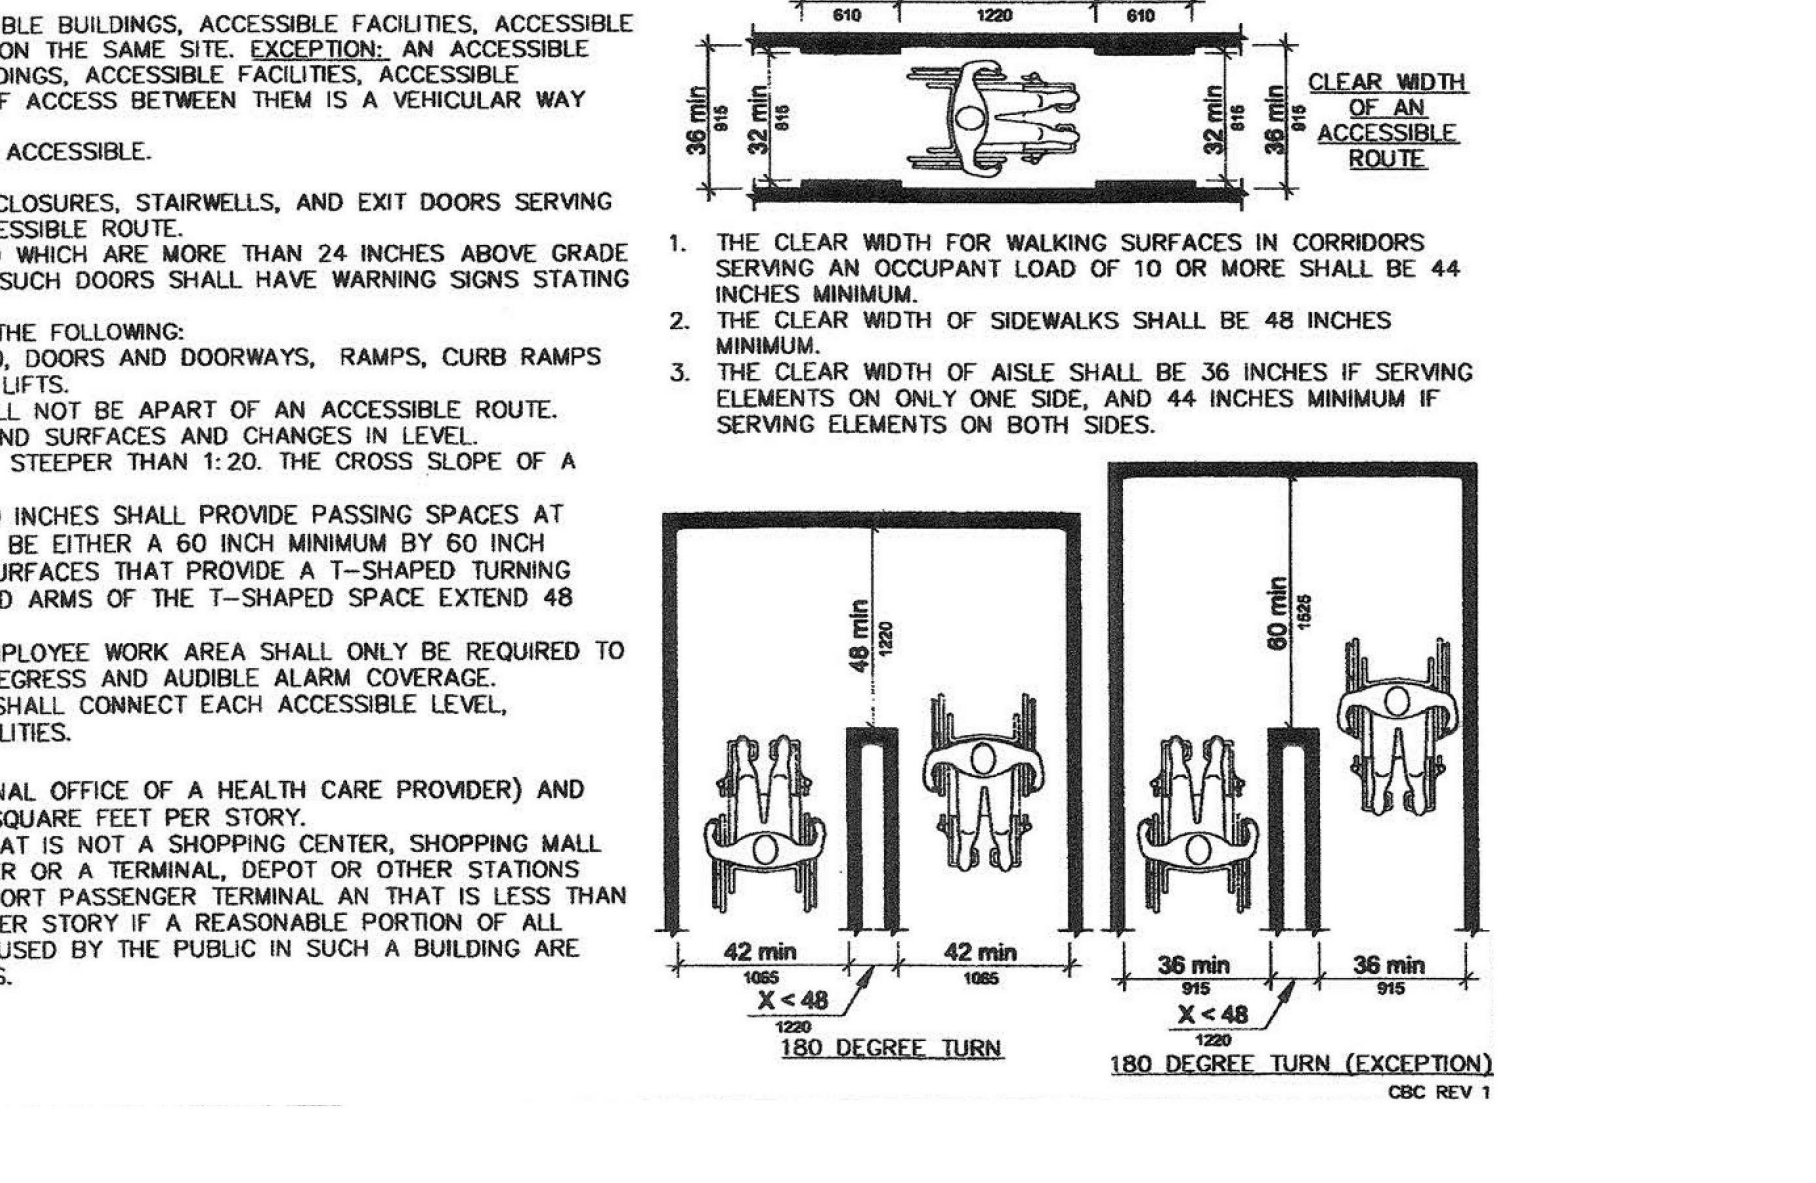 BLE BUILDINGS, ACCESSIBLE FACILITIES, ACCESSIBLE
ON THE SAME SITE. EXCEPTION: AN ACCESSIBLE
DINGS, ACCESSIBLE FACILITIES, ACCESSIBLE
F ACCESS BETWEEN THEM IS A VEHICULAR WAY
ACCESSIBLE.
CLOSURES, STAIRWELLS, AND EXIT DOORS SERVING
ESSIBLE ROUTE.
WHICH ARE MORE THAN 24 INCHES ABOVE GRADE
SUCH DOORS SHALL HAVE WARNING SIGNS STATING
THE FOLLOWING:
, DOORS AND DOORWAYS, RAMPS, CURB RAMPS
LIFTS.
LL NOT BE APART OF AN ACCESSIBLE ROUTE.
ND SURFACES AND CHANGES IN LEVEL.
STEEPER THAN 1:20. THE CROSS SLOPE OF A
INCHES SHALL PROVIDE PASSING SPACES AT
BE EITHER A 60 INCH MINIMUM BY 60 INCH
URFACES THAT PROVIDE A T-SHAPED TURNING
D ARMS OF THE T-SHAPED SPACE EXTEND 48
MPLOYEE WORK AREA SHALL ONLY BE REQUIRED TO
EGRESS AND AUDIBLE ALARM COVERAGE.
SHALL CONNECT EACH ACCESSIBLE LEVEL,
LITIES.
NAL OFFICE OF A HEALTH CARE PROVIDER) AND
SQUARE FEET PER STORY.
AT IS NOT A SHOPPING CENTER, SHOPPING MALL
R OR A TERMINAL, DEPOT OR OTHER STATIONS
ORT PASSENGER TERMINAL AN THAT IS LESS THAN
ER STORY IF A REASONABLE PORTION OF ALL
USED BY THE PUBLIC IN SUCH A BUILDING ARE
S.
610 1220 610
36 min
915
32 min
815
32 min
815
36 min
915
CLEAR WIDTH
OF AN
ACCESSIBLE
ROUTE
1. THE CLEAR WIDTH FOR WALKING SURFACES IN CORRIDORS
SERVING AN OCCUPANT LOAD OF 10 OR MORE SHALL BE 44
INCHES MINIMUM.
2. THE CLEAR WIDTH OF SIDEWALKS SHALL BE 48 INCHES
MINIMUM.
3. THE CLEAR WIDTH OF AISLE SHALL BE 36 INCHES IF SERVING
ELEMENTS ON ONLY ONE SIDE, AND 44 INCHES MINIMUM IF
SERVING ELEMENTS ON BOTH SIDES.
48 min
1220
42 min
1065
42 min
1065
X < 48
1220
180 DEGREE TURN
60 min
1525
36 min
915
36 min
915
X < 48
1220
180 DEGREE TURN (EXCEPTION)
CBC REV 1